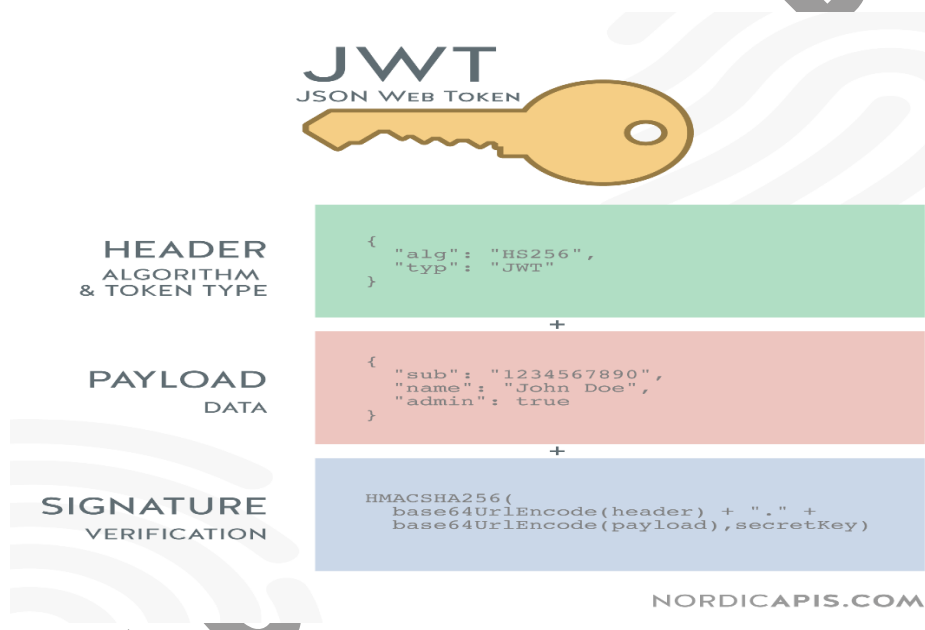 JWT
JSON WEB TOKEN
HEADER
ALGORITHM
& TOKEN TYPE
{
"alg": "HS256",
"typ": "JWT"
}
+
PAYLOAD
DATA
{
"sub": "1234567890",
"name": "John Doe",
"admin": true
}
+
SIGNATURE
VERIFICATION
HMACSHA256(
base64UrlEncode(header) + "." +
base64UrlEncode(payload),secretKey)
NORDICAPIS.COM